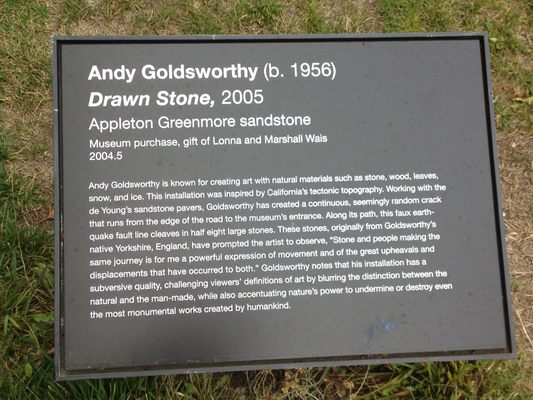 Andy Goldsworthy (b. 1956)
Drawn Stone, 2005
Appleton Greenmore sandstone
Museum purchase, gift of Lonna and Marshall Wais
2004.5
Andy Goldsworthy is known for creating art with natural materials such as stone, wood, leaves,
snow, and ice. This installation was inspired by California's tectonic topography. Working with the
de Young's sandstone pavers, Goldsworthy has created a continuous, seemingly random crack
that runs from the edge of the road to the museum's entrance. Along its path, this faux earth-
quake fault line cleaves in half eight large stones. These stones, originally from Goldsworthy's
native Yorkshire, England, have prompted the artist to observe, "Stone and people making the
same journey is for me a powerful expression of movement and of the great upheavals and
displacements that have occurred to both." Goldsworthy notes that his installation has a
subversive quality, challenging viewers' definitions of art by blurring the distinction between the
natural and the man-made, while also accentuating nature's power to undermine or destroy even
the most monumental works created by humankind.